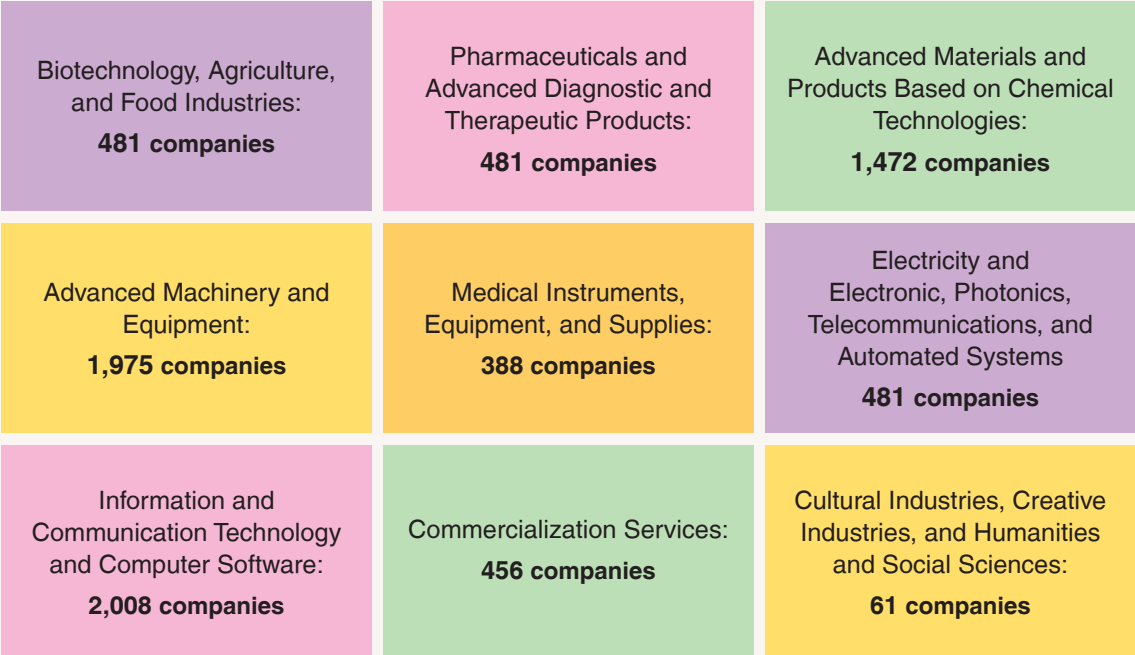 Biotechnology, Agriculture,
and Food Industries:
481 companies
Pharmaceuticals and
Advanced Diagnostic and
Therapeutic Products:
481 companies
Advanced Materials and
Products Based on Chemical
Technologies:
1,472 companies
Advanced Machinery and
Equipment:
1,975 companies
Medical Instruments,
Equipment, and Supplies:
388 companies
Electricity and
Electronic, Photonics,
Telecommunications, and
Automated Systems
481 companies
Information and
Communication Technology
and Computer Software:
2,008 companies
Commercialization Services:
456 companies
Cultural Industries, Creative
Industries, and Humanities
and Social Sciences:
61 companies